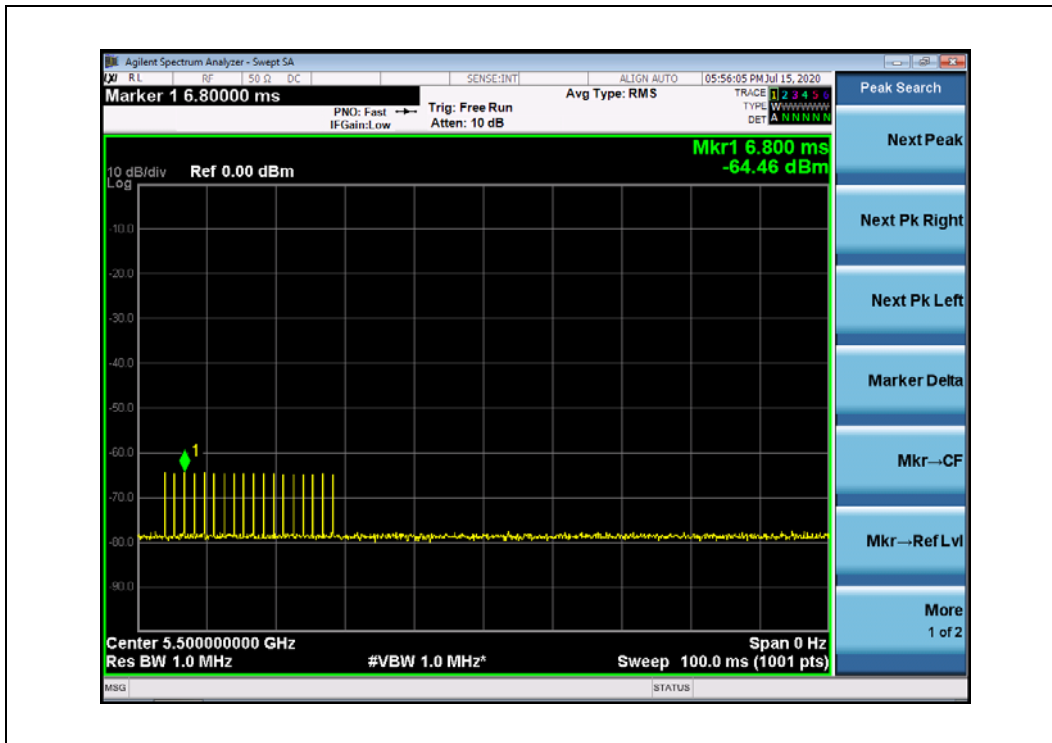 Agilent Spectrum Analyzer - Swept SA
LXI RL RF 50 Ω DC SENSE:INT ALIGN AUTO 05:56:05 PM Jul 15, 2020
Marker 1 6.80000 ms
PNO: Fast
IFGain:Low
Trig: Free Run
Atten: 10 dB
Avg Type: RMS
TRACE 1 2 3 4 5 6
TYPE WWWWWW
DET A N N N N N
Mkr1 6.800 ms
-64.46 dBm
10 dB/div Ref 0.00 dBm
Log
-10.0
-20.0
-30.0
-40.0
-50.0
-60.0
-70.0
-80.0
-90.0
1
Center 5.500000000 GHz Span 0 Hz
Res BW 1.0 MHz #VBW 1.0 MHz* Sweep 100.0 ms (1001 pts)
MSG STATUS
Peak Search
Next Peak
Next Pk Right
Next Pk Left
Marker Delta
Mkr→CF
Mkr→Ref Lvl
More
1 of 2